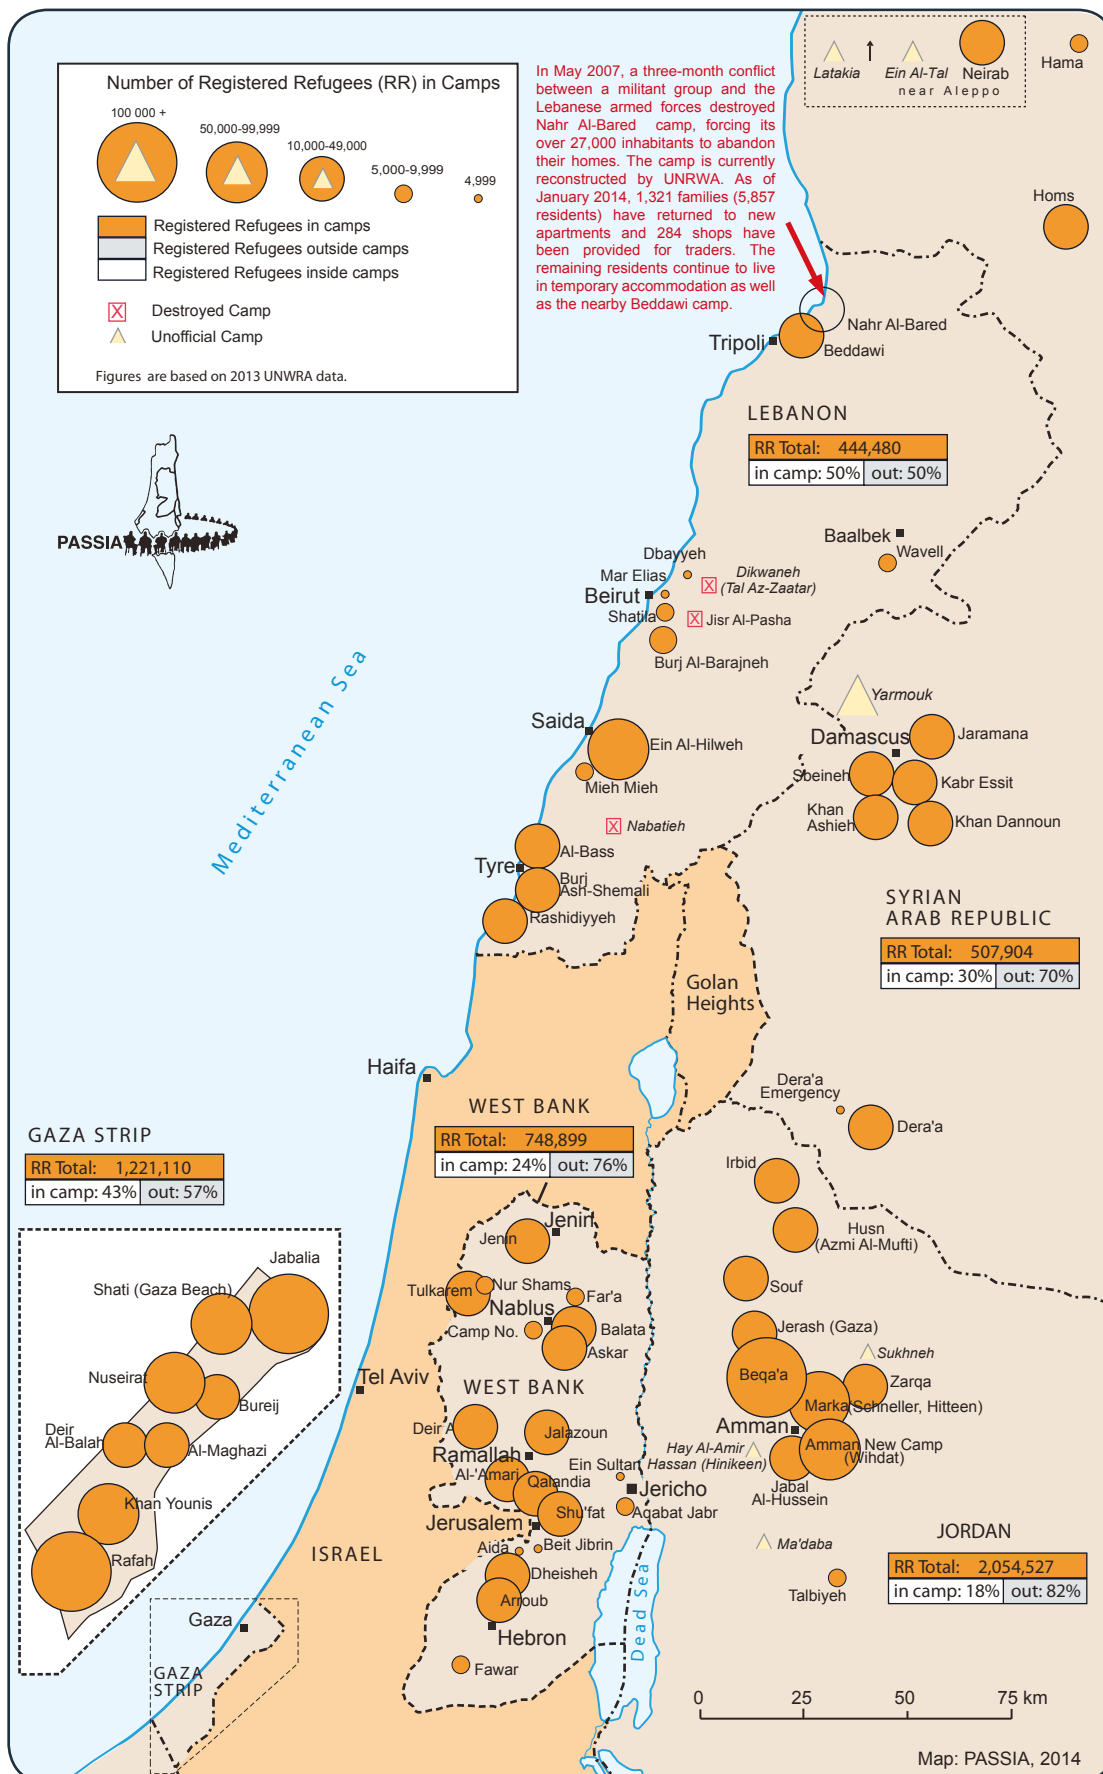 Number of Registered Refugees (RR) in Camps
100 000 +
50,000-99,999
10,000-49,000
5,000-9,999
4,999
Registered Refugees in camps
Registered Refugees outside camps
Registered Refugees inside camps
X Destroyed Camp
Unofficial Camp
Figures are based on 2013 UNWRA data.
In May 2007, a three-month conflict
between a militant group and the
Lebanese armed forces destroyed
Nahr Al-Bared camp, forcing its
over 27,000 inhabitants to abandon
their homes. The camp is currently
reconstructed by UNRWA. As of
January 2014, 1,321 families (5,857
residents) have returned to new
apartments and 284 shops have
been provided for traders. The
remaining residents continue to live
in temporary accommodation as well
as the nearby Beddawi camp.
Latakia
Ein Al-Tal
Neirab
near Aleppo
Hama
Homs
Nahr Al-Bared
Tripoli
Beddawi
LEBANON
RR Total: 444,480
in camp: 50% out: 50%
PASSIA
Baalbek
Wavell
Dbayyeh
Mar Elias
X Dikwaneh
(Tal Az-Zaatar)
Beirut
Shatila
X Jisr Al-Pasha
Burj Al-Barajneh
Mediterranean Sea
Yarmouk
Saida
Ein Al-Hilweh
Mieh Mieh
Damascus
Jaramana
Sbeineh
Kabr Essit
Khan
Ashieh
Khan Dannoun
X Nabatieh
Al-Bass
Tyre
Burj
Ash-Shemali
Rashidiyyeh
SYRIAN
ARAB REPUBLIC
RR Total: 507,904
in camp: 30% out: 70%
Golan
Heights
Haifa
Dera'a
Emergency
Dera'a
WEST BANK
RR Total: 748,899
in camp: 24% out: 76%
GAZA STRIP
RR Total: 1,221,110
in camp: 43% out: 57%
Irbid
Husn
(Azmi Al-Mufti)
Souf
Jerash (Gaza)
Sukhneh
Beqa'a
Zarqa
Marka(Schneller, Hitteen)
Amman
Amman New Camp
(Wihdat)
Hay Al-Amir
Hassan (Hinikeen)
Jabal
Al-Hussein
Ma'daba
Talbiyeh
JORDAN
RR Total: 2,054,527
in camp: 18% out: 82%
Jenin
Jenin
Tulkarem
Nur Shams
Far'a
Nablus
Camp No.
Balata
Askar
Tel Aviv
WEST BANK
Deir A
Jalazoun
Ramallah
Al-'Amari
Qalandia
Ein Sultan
Jericho
Shu'fat
Aqabat Jabr
Jerusalem
Aida
Beit Jibrin
Dheisheh
Arroub
Hebron
Fawar
ISRAEL
Dead Sea
Jabalia
Shati (Gaza Beach)
Nuseirat
Bureij
Deir
Al-Balah
Al-Maghazi
Khan Younis
Rafah
Gaza
GAZA
STRIP
0 25 50 75 km
Map: PASSIA, 2014